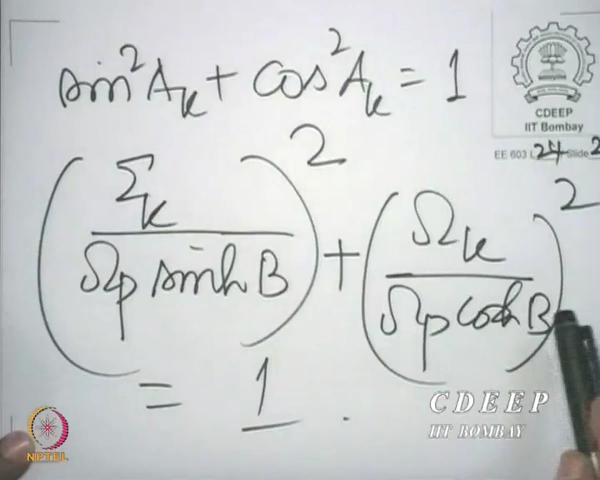 sin²A_k + cos²A_k = 1
CDEEP
IIT Bombay
EE 603 L 24 Slide 2
(Σ_k / Ω_p sinh B)² + (Ω_k / Ω_p cosh B)²
= 1.
CDEEP
IIT BOMBAY
NPTEL